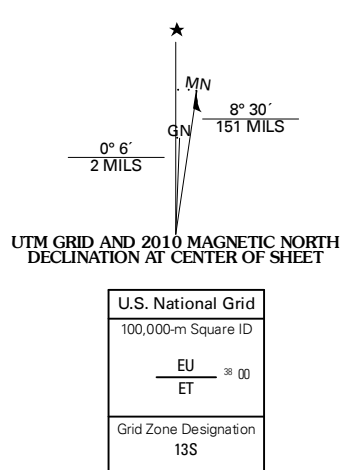 ★
MN
8° 30´
151 MILS
GN
0° 6´
2 MILS
UTM GRID AND 2010 MAGNETIC NORTH
DECLINATION AT CENTER OF SHEET
U.S. National Grid
100,000-m Square ID
EU
38 00
ET
Grid Zone Designation
13S